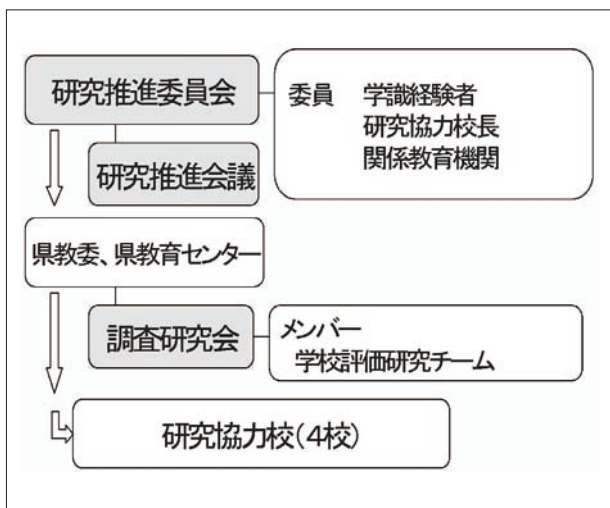 研究推進委員会
委員 学識経験者
研究協力校長
関係教育機関
研究推進会議
県教委、県教育センター
調査研究会
メンバー
学校評価研究チーム
研究協力校(4校)